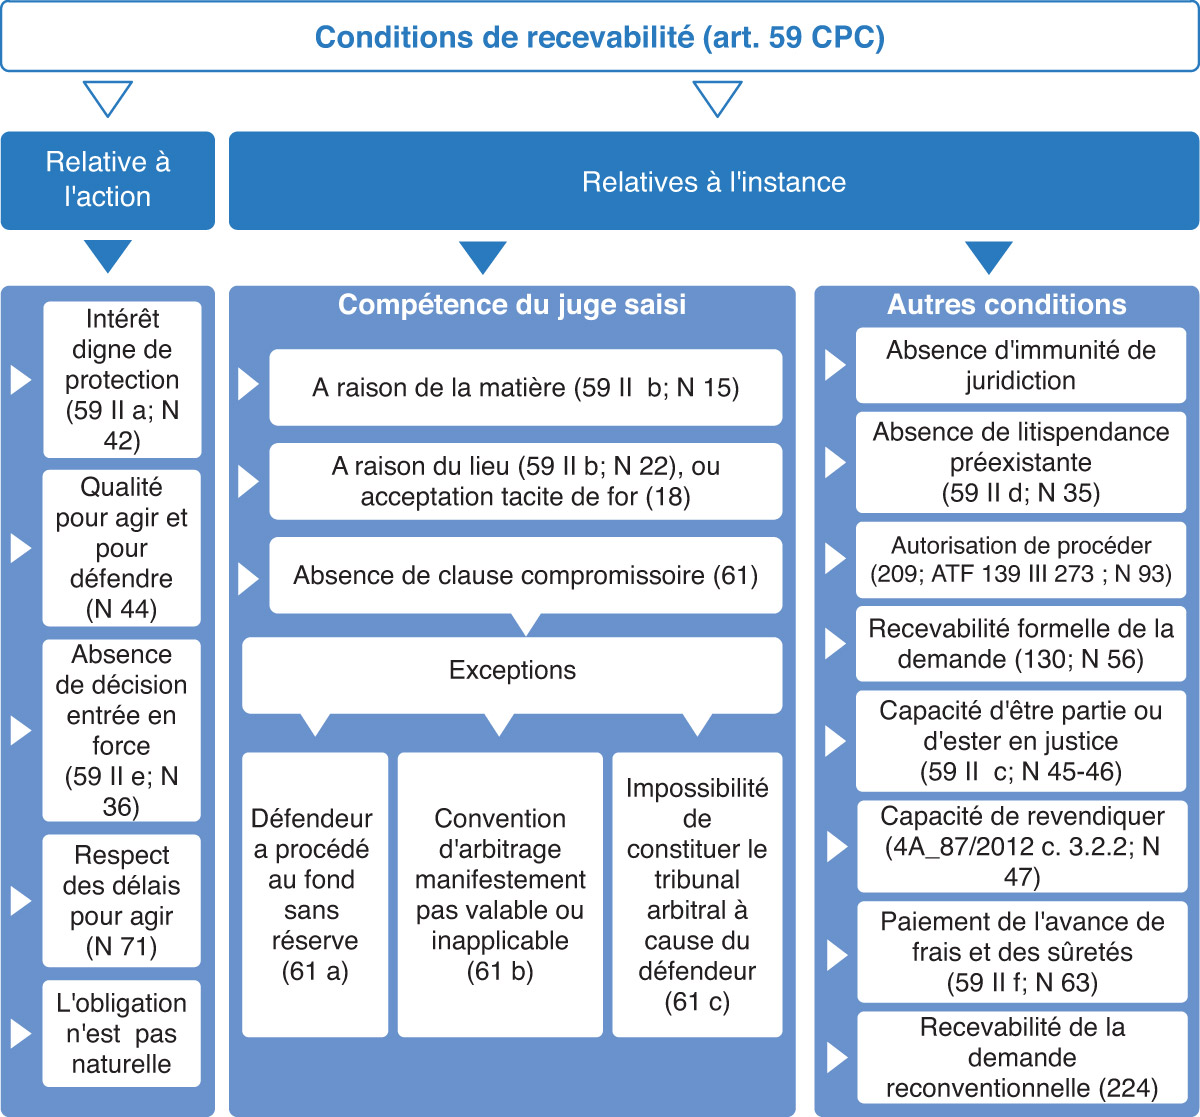 Conditions de recevabilité (art. 59 CPC)
Relative à
l'action
Relatives à l'instance
Intérêt
digne de
protection
(59 II a; N
42)
Qualité
pour agir et
pour
défendre
(N 44)
Absence
de décision
entrée en
force
(59 II e; N
36)
Respect
des délais
pour agir
(N 71)
L'obligation
n'est pas
naturelle
Compétence du juge saisi
A raison de la matière (59 II b; N 15)
A raison du lieu (59 II b; N 22), ou
acceptation tacite de for (18)
Absence de clause compromissoire (61)
Exceptions
Défendeur
a procédé
au fond
sans
réserve
(61 a)
Convention
d'arbitrage
manifestement
pas valable ou
inapplicable
(61 b)
Impossibilité
de
constituer le
tribunal
arbitral à
cause du
défendeur
(61 c)
Autres conditions
Absence d'immunité de
juridiction
Absence de litispendance
préexistante
(59 II d; N 35)
Autorisation de procéder
(209; ATF 139 III 273 ; N 93)
Recevabilité formelle de la
demande (130; N 56)
Capacité d'être partie ou
d'ester en justice
(59 II c; N 45-46)
Capacité de revendiquer
(4A_87/2012 c. 3.2.2; N
47)
Paiement de l'avance de
frais et des sûretés
(59 II f; N 63)
Recevabilité de la
demande
reconventionnelle (224)